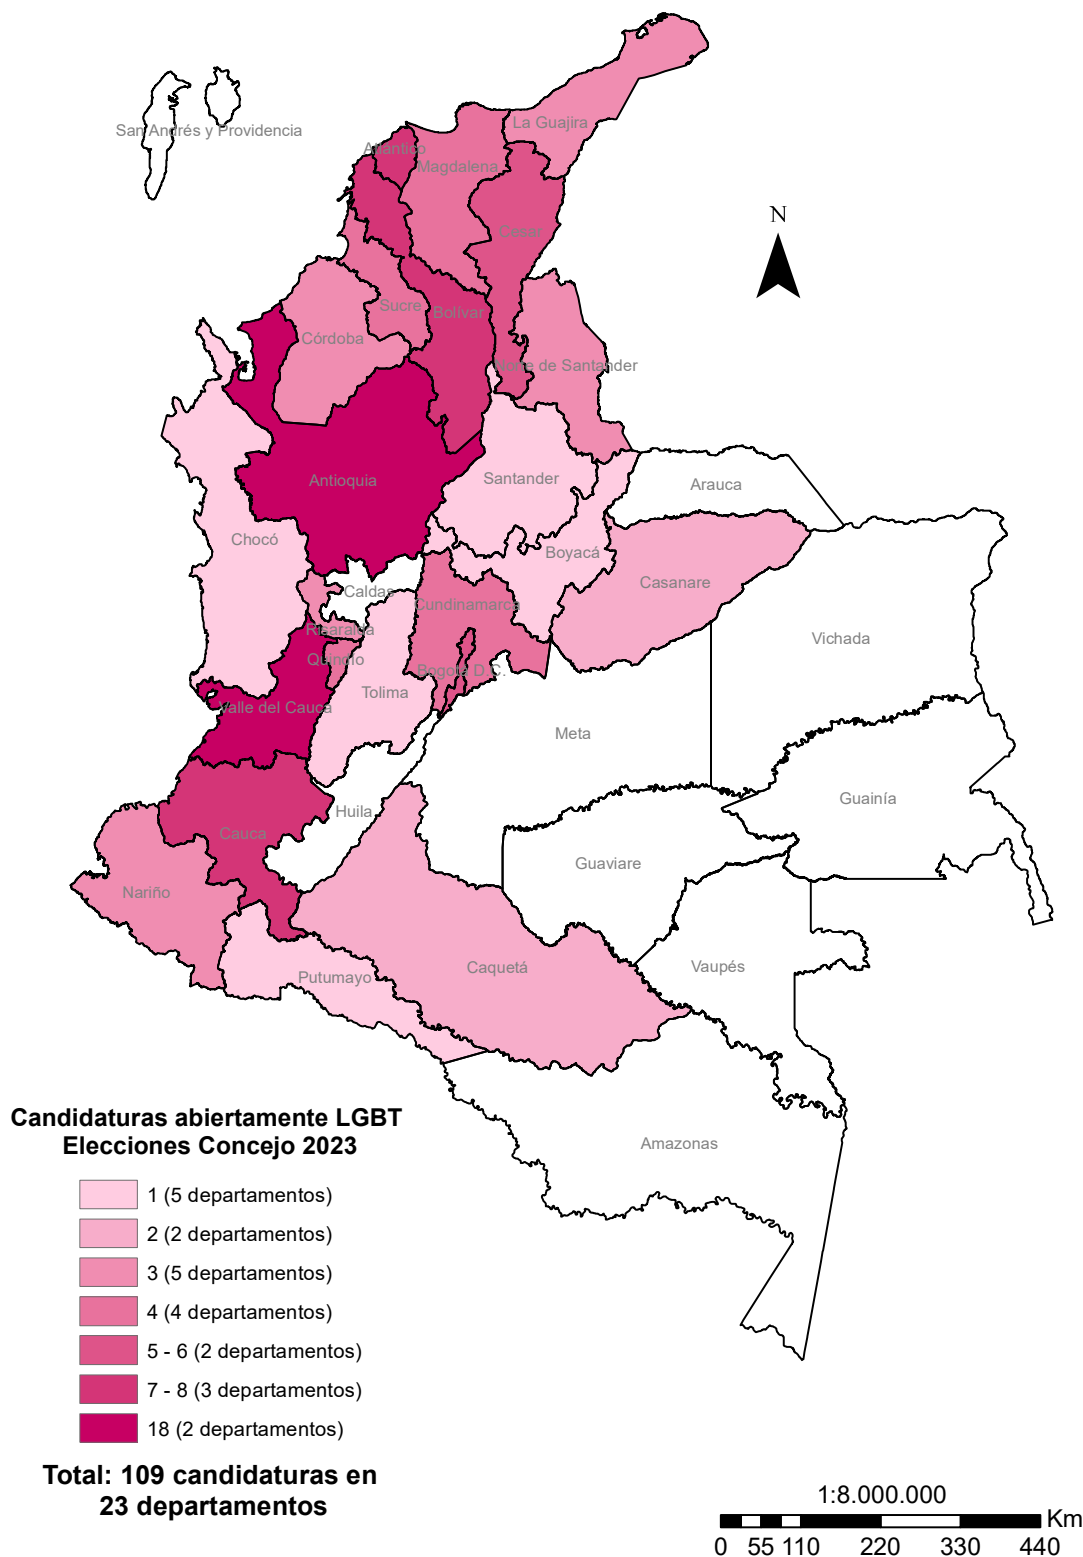 La Guajira
San Andrés y Providencia
Atlántico
Magdalena
Cesar
N
Sucre
Bolívar
Córdoba
Norte de Santander
Antioquia
Santander
Arauca
Chocó
Boyacá
Casanare
Caldas
Cundinamarca
Risaralda
Vichada
Quindío
Bogotá D.C.
Tolima
Valle del Cauca
Meta
Guainía
Huila
Cauca
Guaviare
Nariño
Caquetá
Vaupés
Putumayo
Amazonas
Candidaturas abiertamente LGBT
Elecciones Concejo 2023
1 (5 departamentos)
2 (2 departamentos)
3 (5 departamentos)
4 (4 departamentos)
5 - 6 (2 departamentos)
7 - 8 (3 departamentos)
18 (2 departamentos)
Total: 109 candidaturas en
23 departamentos
1:8.000.000
Km
0 55 110 220 330 440